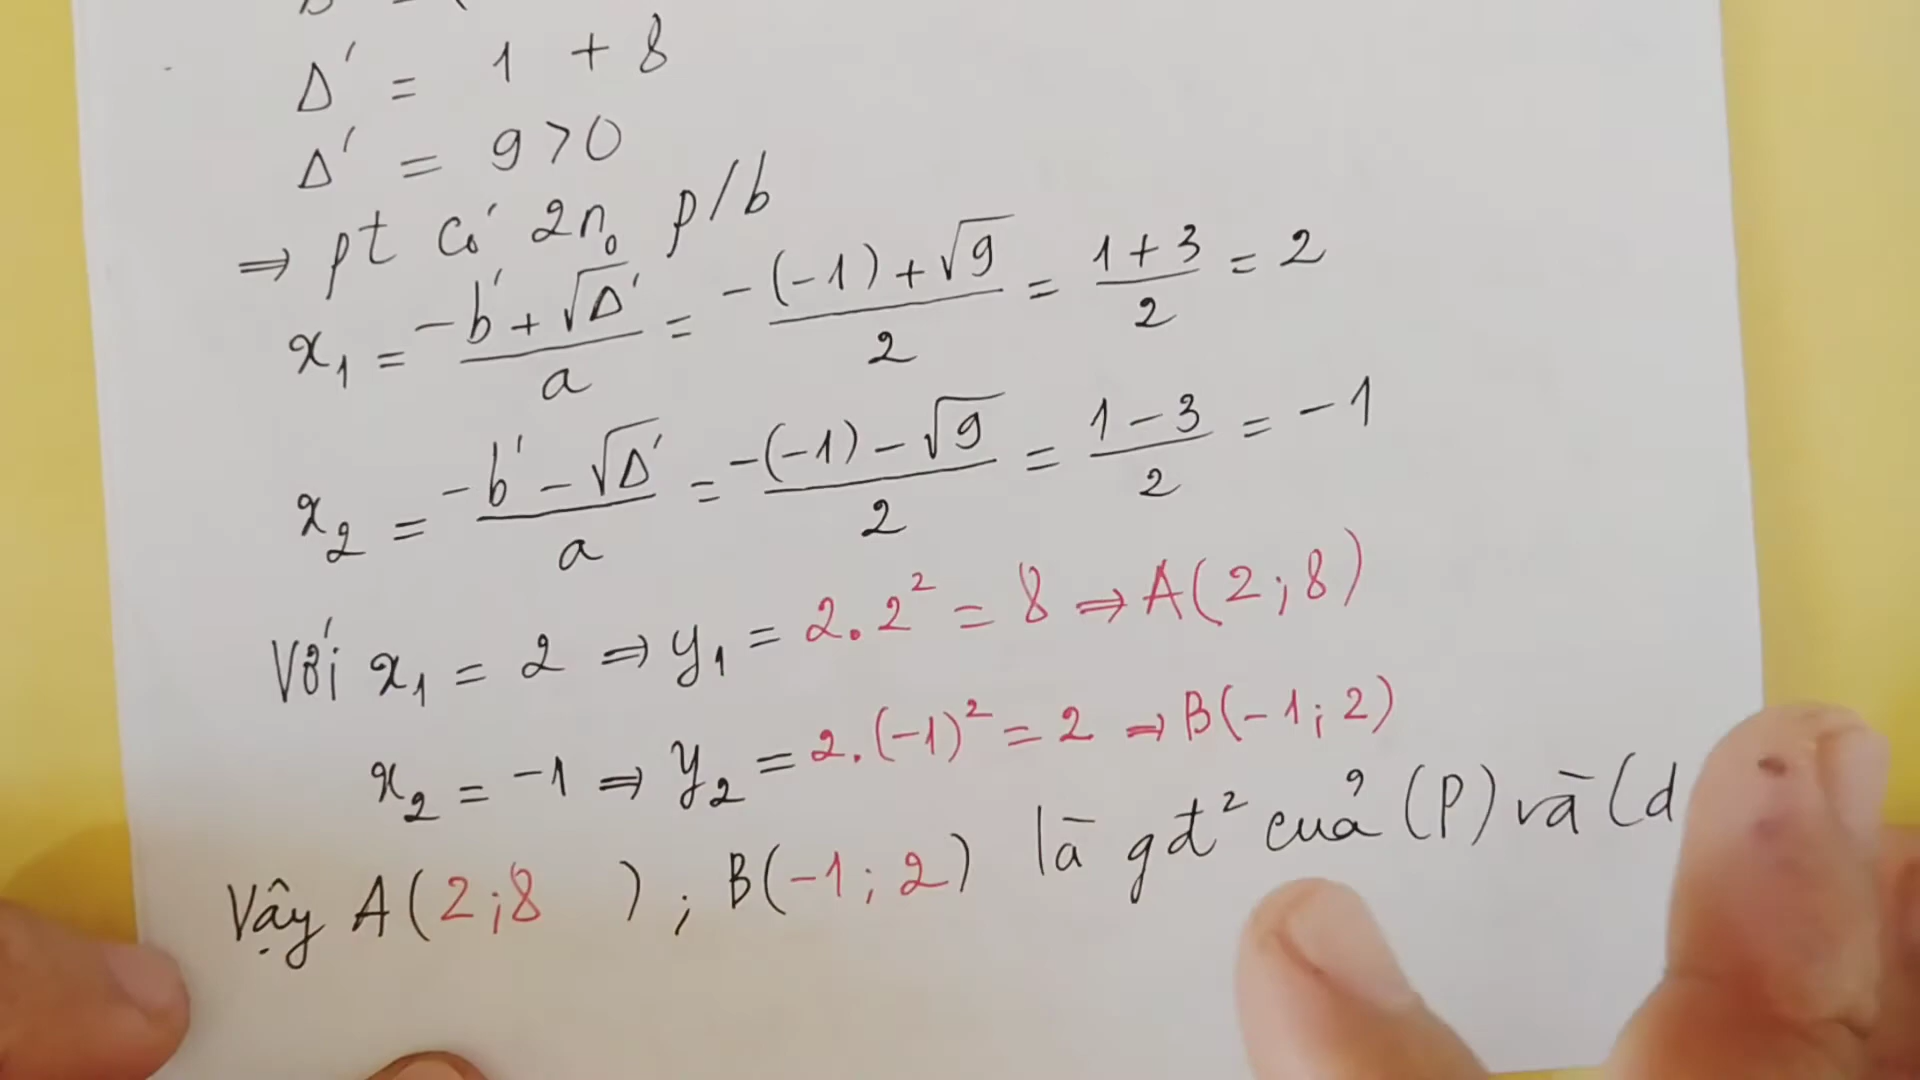 Δ' = 1 + 8
Δ' = 9 > 0
⇒ pt có 2n₀ p/b
x₁ = (-b' + √Δ')/a = (-(-1) + √9)/2 = (1 + 3)/2 = 2
x₂ = (-b' - √Δ')/a = (-(-1) - √9)/2 = (1 - 3)/2 = -1
Với x₁ = 2 ⇒ y₁ = 2.2² = 8 ⇒ A(2;8)
x₂ = -1 ⇒ y₂ = 2.(-1)² = 2 ⇒ B(-1;2)
Vậy A(2;8 ) ; B(-1;2) là gđ² của (P) và (d